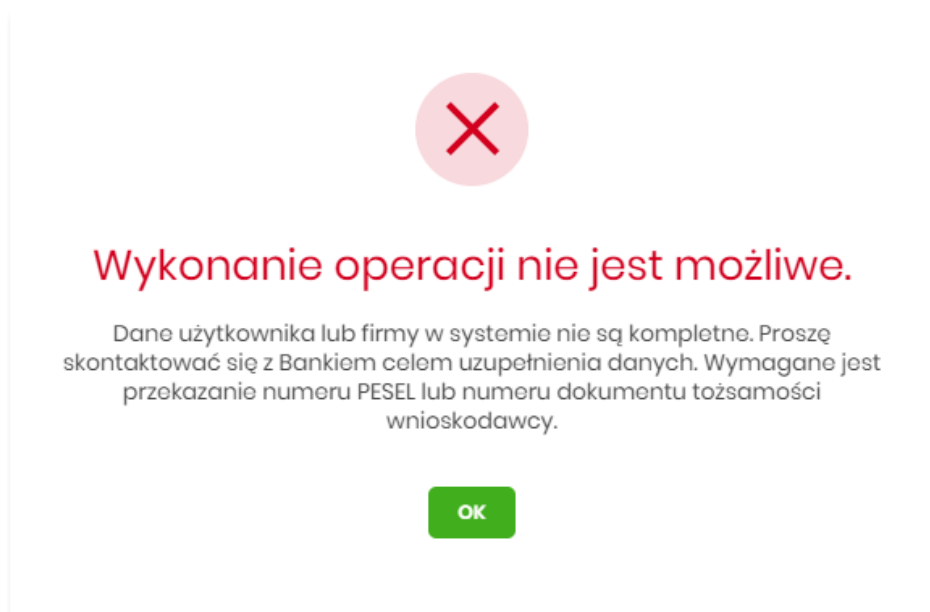 Wykonanie operacji nie jest możliwe.
Dane użytkownika lub firmy w systemie nie są kompletne. Proszę
skontaktować się z Bankiem celem uzupełnienia danych. Wymagane jest
przekazanie numeru PESEL lub numeru dokumentu tożsamości
wnioskodawcy.
OK